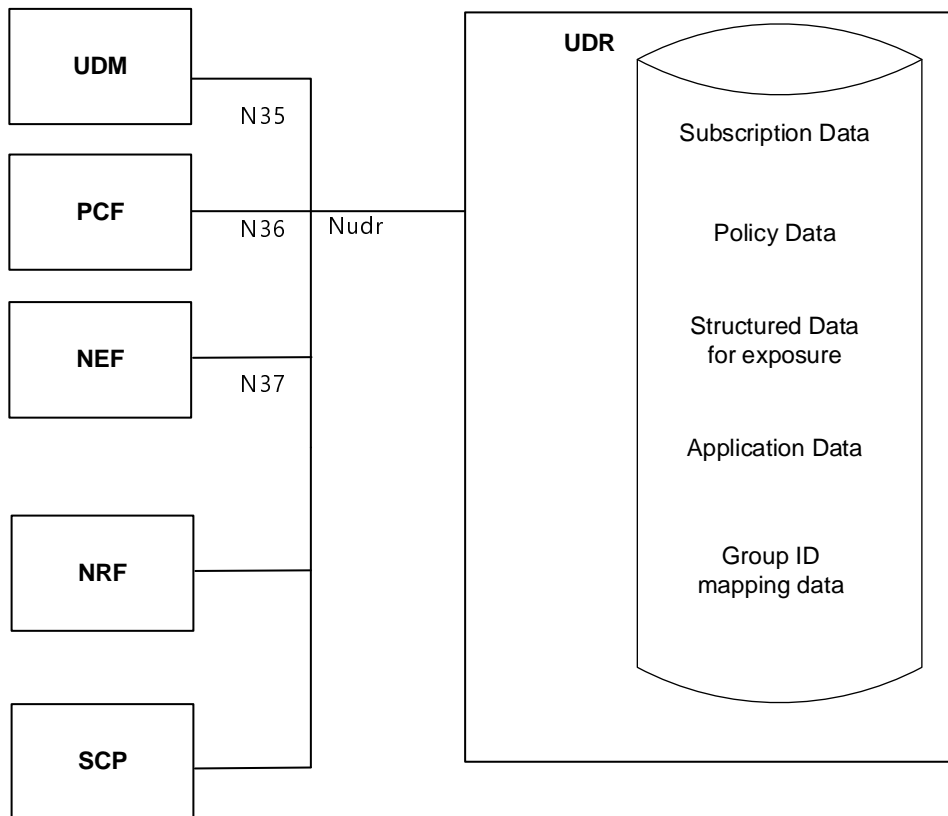 UDM
N35
PCF
N36
Nudr
NEF
N37
NRF
SCP
UDR
Subscription Data
Policy Data
Structured Data
for exposure
Application Data
Group ID
mapping data